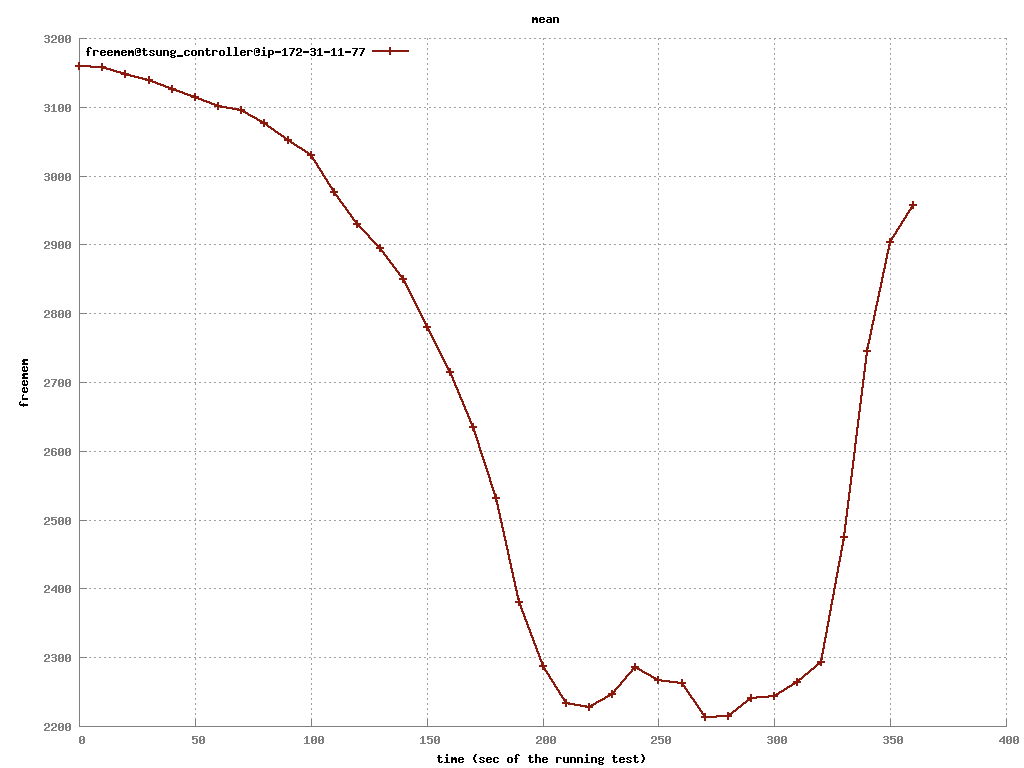 mean
freemem@tsung_controller@ip-172-31-11-77
3200
3100
3000
2900
2800
2700
2600
2500
2400
2300
2200
freemem
0 50 100 150 200 250 300 350 400
time (sec of the running test)